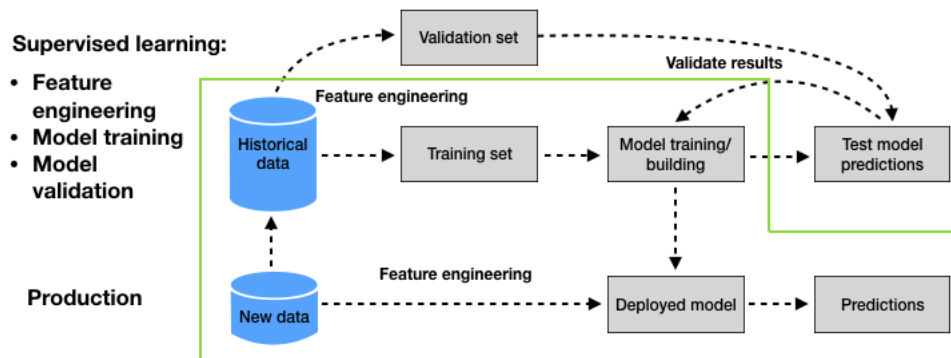 Supervised learning:
• Feature
engineering
• Model training
• Model
validation
Production
Validation set
Validate results
Feature engineering
Historical
data
Training set
Model training/
building
Test model
predictions
Feature engineering
New data
Deployed model
Predictions